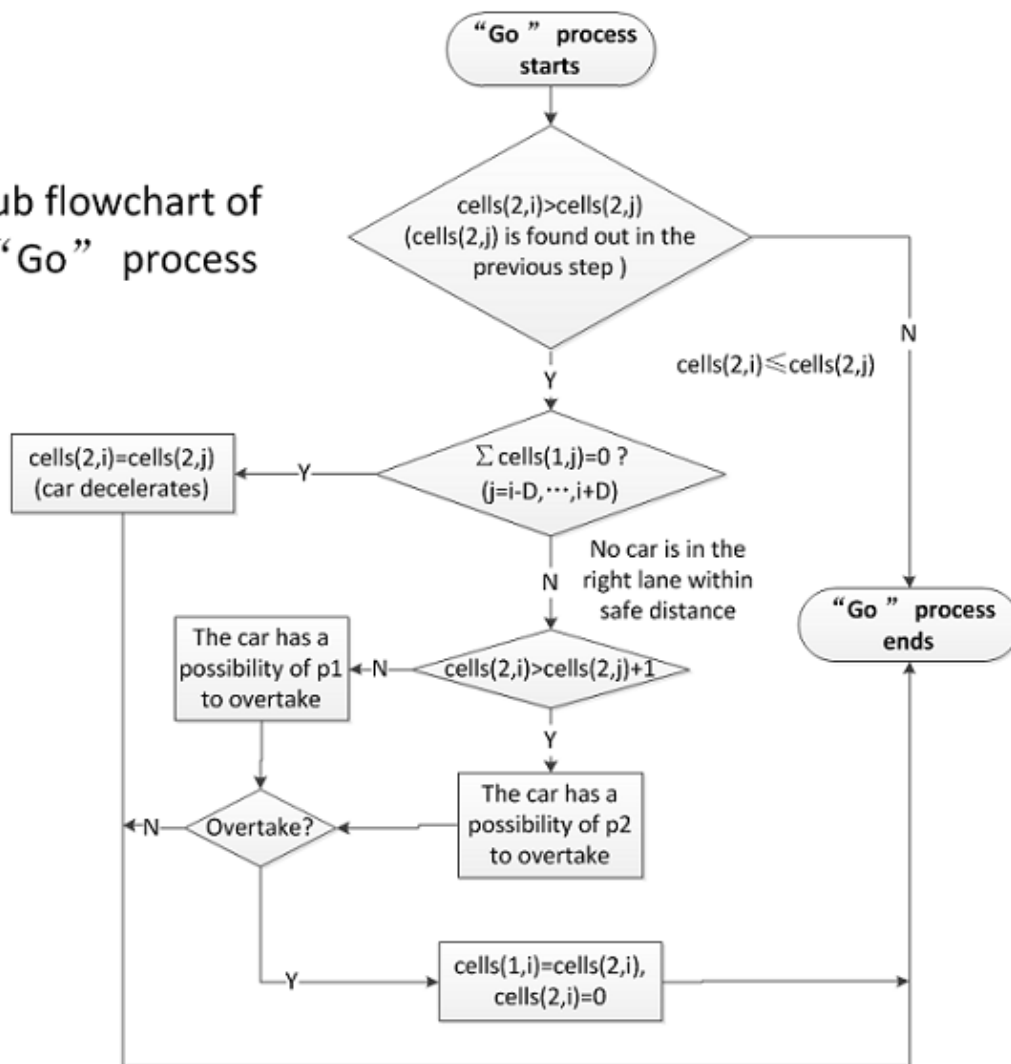 “Go” process
starts
ub flowchart of
“Go” process
cells(2,i)>cells(2,j)
(cells(2,j) is found out in the
previous step )
N
cells(2,i)≤cells(2,j)
Y
cells(2,i)=cells(2,j)
(car decelerates)
Y
∑cells(1,j)=0 ?
(j=i-D,⋯,i+D)
N
No car is in the
right lane within
safe distance
“Go” process
ends
The car has a
possibility of p1
to overtake
N
cells(2,i)>cells(2,j)+1
Y
N
Overtake?
The car has a
possibility of p2
to overtake
Y
cells(1,i)=cells(2,i),
cells(2,i)=0